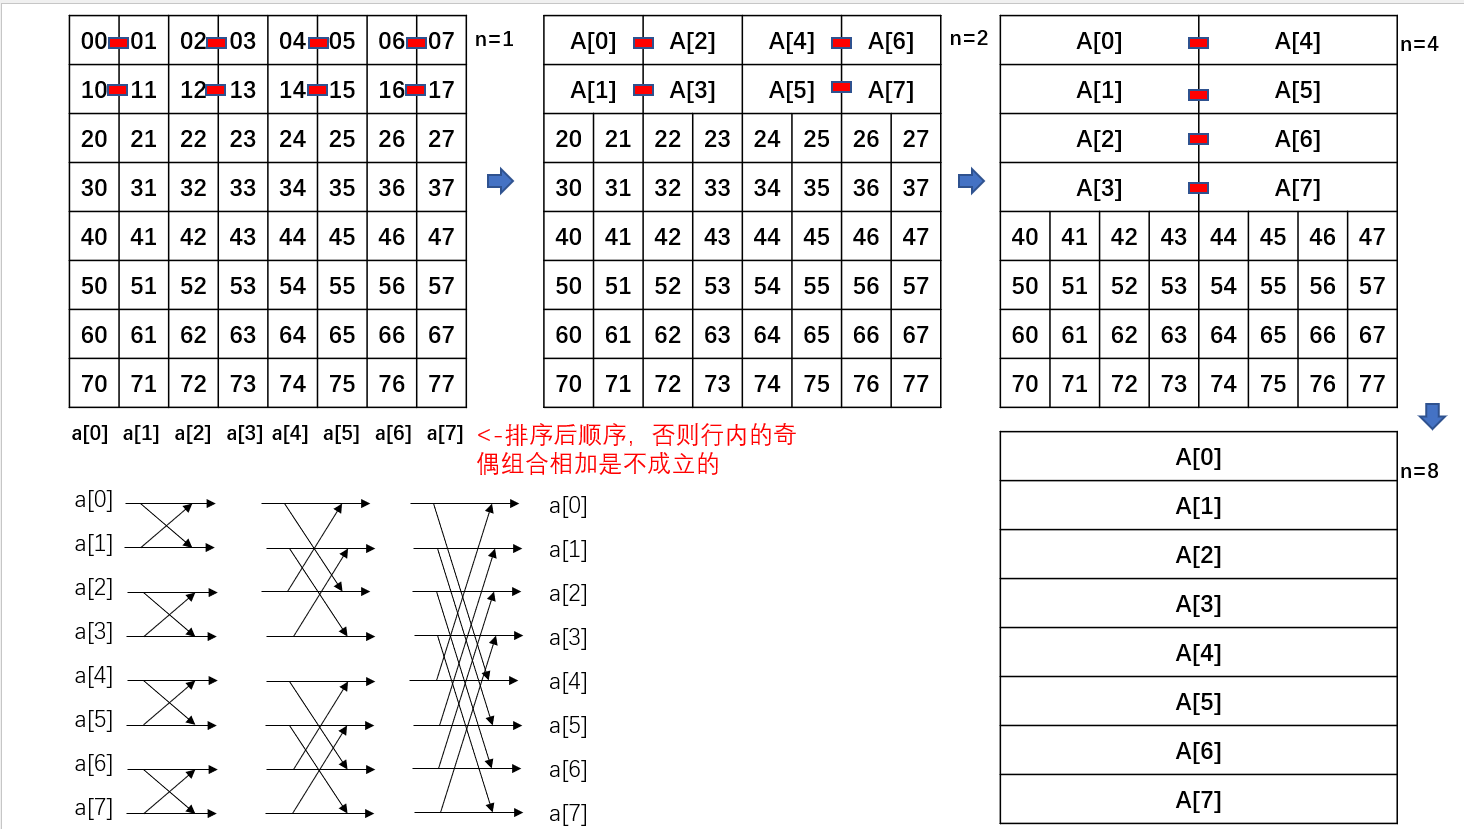 00 01 02 03 04 05 06 07
10 11 12 13 14 15 16 17
20 21 22 23 24 25 26 27
30 31 32 33 34 35 36 37
40 41 42 43 44 45 46 47
50 51 52 53 54 55 56 57
60 61 62 63 64 65 66 67
70 71 72 73 74 75 76 77
n=1
A[0] A[2] A[4] A[6]
A[1] A[3] A[5] A[7]
20 21 22 23 24 25 26 27
30 31 32 33 34 35 36 37
40 41 42 43 44 45 46 47
50 51 52 53 54 55 56 57
60 61 62 63 64 65 66 67
70 71 72 73 74 75 76 77
n=2
A[0] A[4]
A[1] A[5]
A[2] A[6]
A[3] A[7]
40 41 42 43 44 45 46 47
50 51 52 53 54 55 56 57
60 61 62 63 64 65 66 67
70 71 72 73 74 75 76 77
n=4
a[0] a[1] a[2] a[3] a[4] a[5] a[6] a[7]
<-排序后顺序，否则行内的奇
偶组合相加是不成立的
a[0] a[0]
a[1] a[1]
a[2] a[2]
a[3] a[3]
a[4] a[4]
a[5] a[5]
a[6] a[6]
a[7] a[7]
A[0]
A[1]
A[2]
A[3]
A[4]
A[5]
A[6]
A[7]
n=8